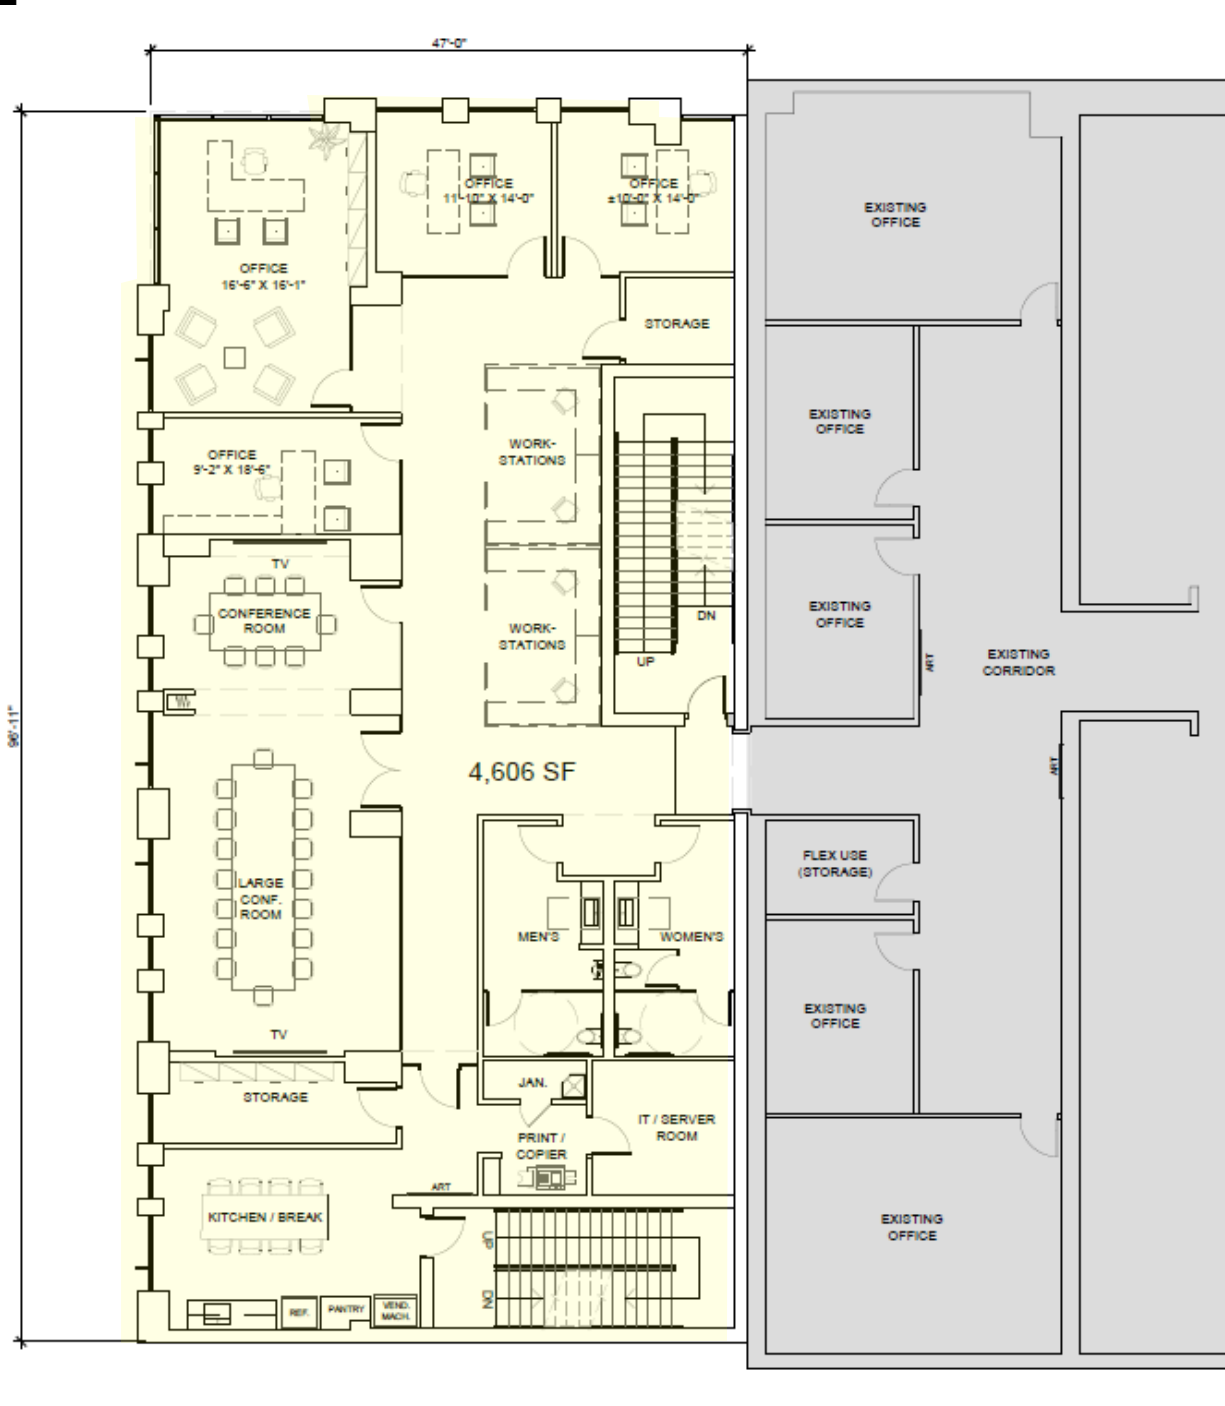 47'-0"
96'-11"
OFFICE
11'-10" X 14'-0"
OFFICE
±10'-0" X 14'-0"
OFFICE
16'-6" X 16'-1"
STORAGE
WORK-
STATIONS
OFFICE
9'-2" X 18'-6"
TV
CONFERENCE
ROOM
WORK-
STATIONS
DN
UP
4,606 SF
LARGE
CONF.
ROOM
TV
MEN'S
WOMEN'S
STORAGE
JAN.
PRINT /
COPIER
IT / SERVER
ROOM
ART
KITCHEN / BREAK
UP
DN
REF.
PANTRY
VEND.
MACH.
EXISTING
OFFICE
EXISTING
OFFICE
EXISTING
OFFICE
ART
EXISTING
CORRIDOR
ART
FLEX USE
(STORAGE)
EXISTING
OFFICE
EXISTING
OFFICE